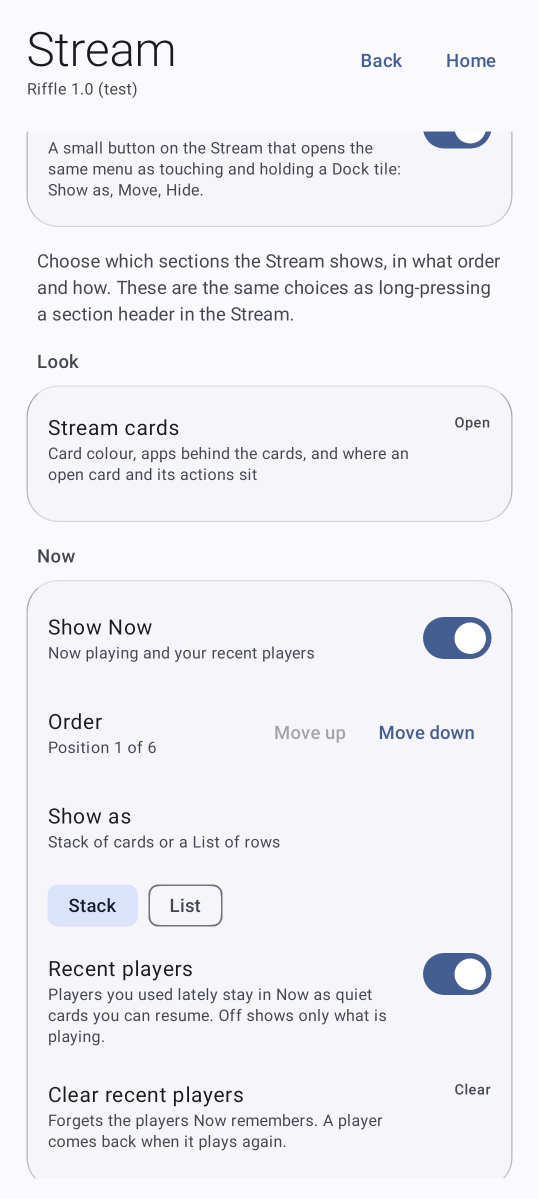 Stream
Back
Home
Riffle 1.0 (test)
A small button on the Stream that opens the
same menu as touching and holding a Dock tile:
Show as, Move, Hide.
Choose which sections the Stream shows, in what order
and how. These are the same choices as long-pressing
a section header in the Stream.
Look
Stream cards
Open
Card colour, apps behind the cards, and where an
open card and its actions sit
Now
Show Now
Now playing and your recent players
Order
Position 1 of 6
Move up
Move down
Show as
Stack of cards or a List of rows
Stack
List
Recent players
Players you used lately stay in Now as quiet
cards you can resume. Off shows only what is
playing.
Clear recent players
Clear
Forgets the players Now remembers. A player
comes back when it plays again.